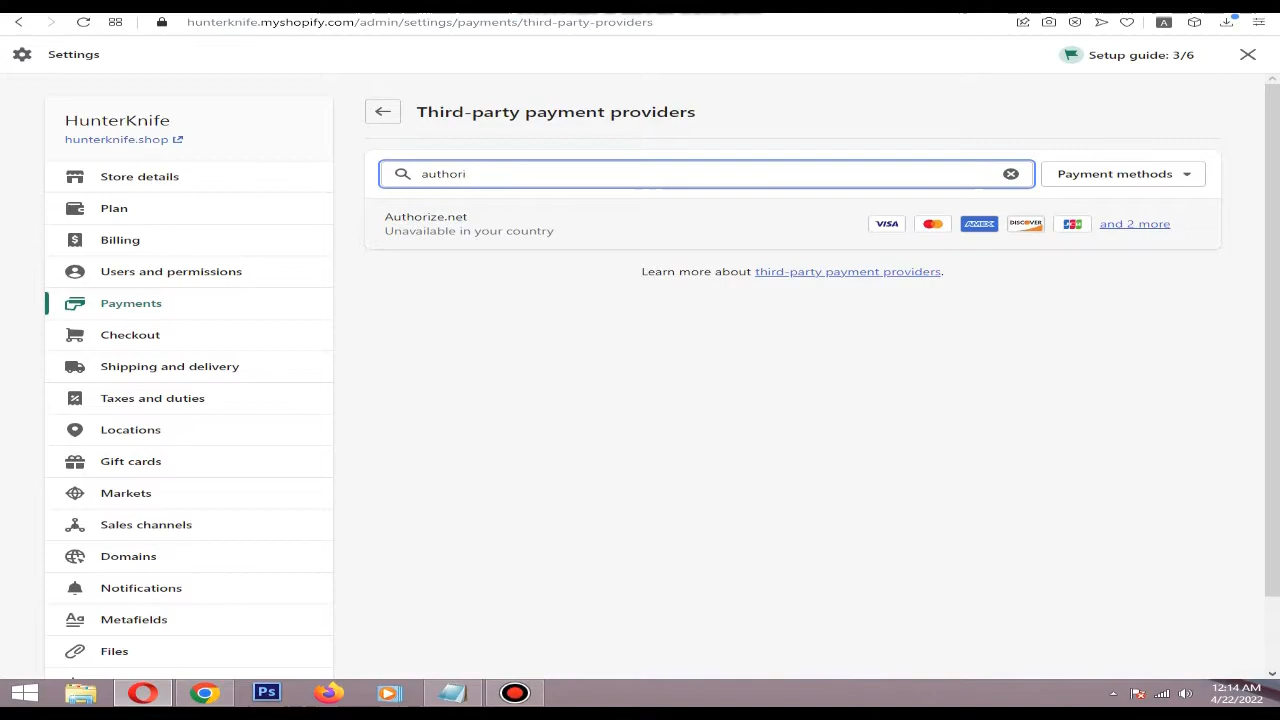 hunterknife.myshopify.com/admin/settings/payments/third-party-providers
A
Settings
Setup guide: 3/6
HunterKnife
hunterknife.shop
Store details
Plan
Billing
Users and permissions
Payments
Checkout
Shipping and delivery
Taxes and duties
Locations
Gift cards
Markets
Sales channels
Domains
Notifications
Metafields
Files
Third-party payment providers
authori
Payment methods
Authorize.net
Unavailable in your country
VISA
AMEX
DISCOVER
JCB
and 2 more
Learn more about third-party payment providers.
Ps
12:14 AM
4/22/2022